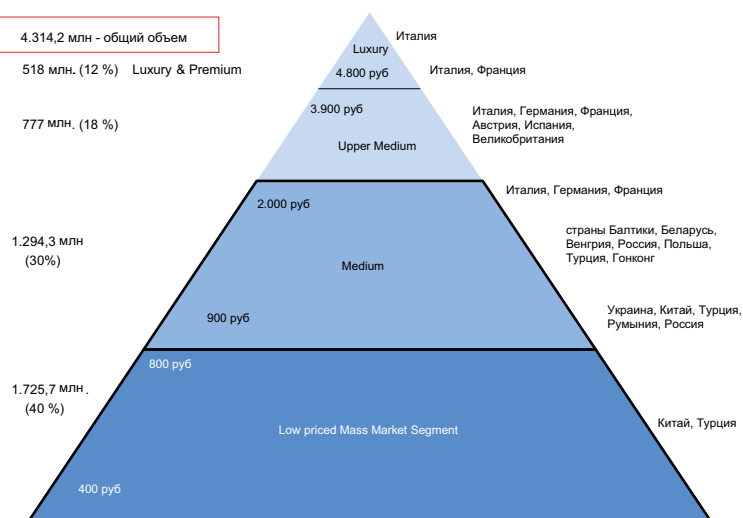 Италия
4.314,2 млн - общий объем
Luxury
518 млн. (12 %) Luxury & Premium
4.800 руб
Италия, Франция
3.900 руб
Италия, Германия, Франция,
Австрия, Испания,
Великобритания
777 млн. (18 %)
Upper Medium
Италия, Германия, Франция
2.000 руб
страны Балтики, Беларусь,
Венгрия, Россия, Польша,
Турция, Гонконг
1.294,3 млн
(30%)
Medium
900 руб
Украина, Китай, Турция,
Румыния, Россия
800 руб
1.725,7 млн.
(40 %)
Китай, Турция
Low priced Mass Market Segment
400 руб